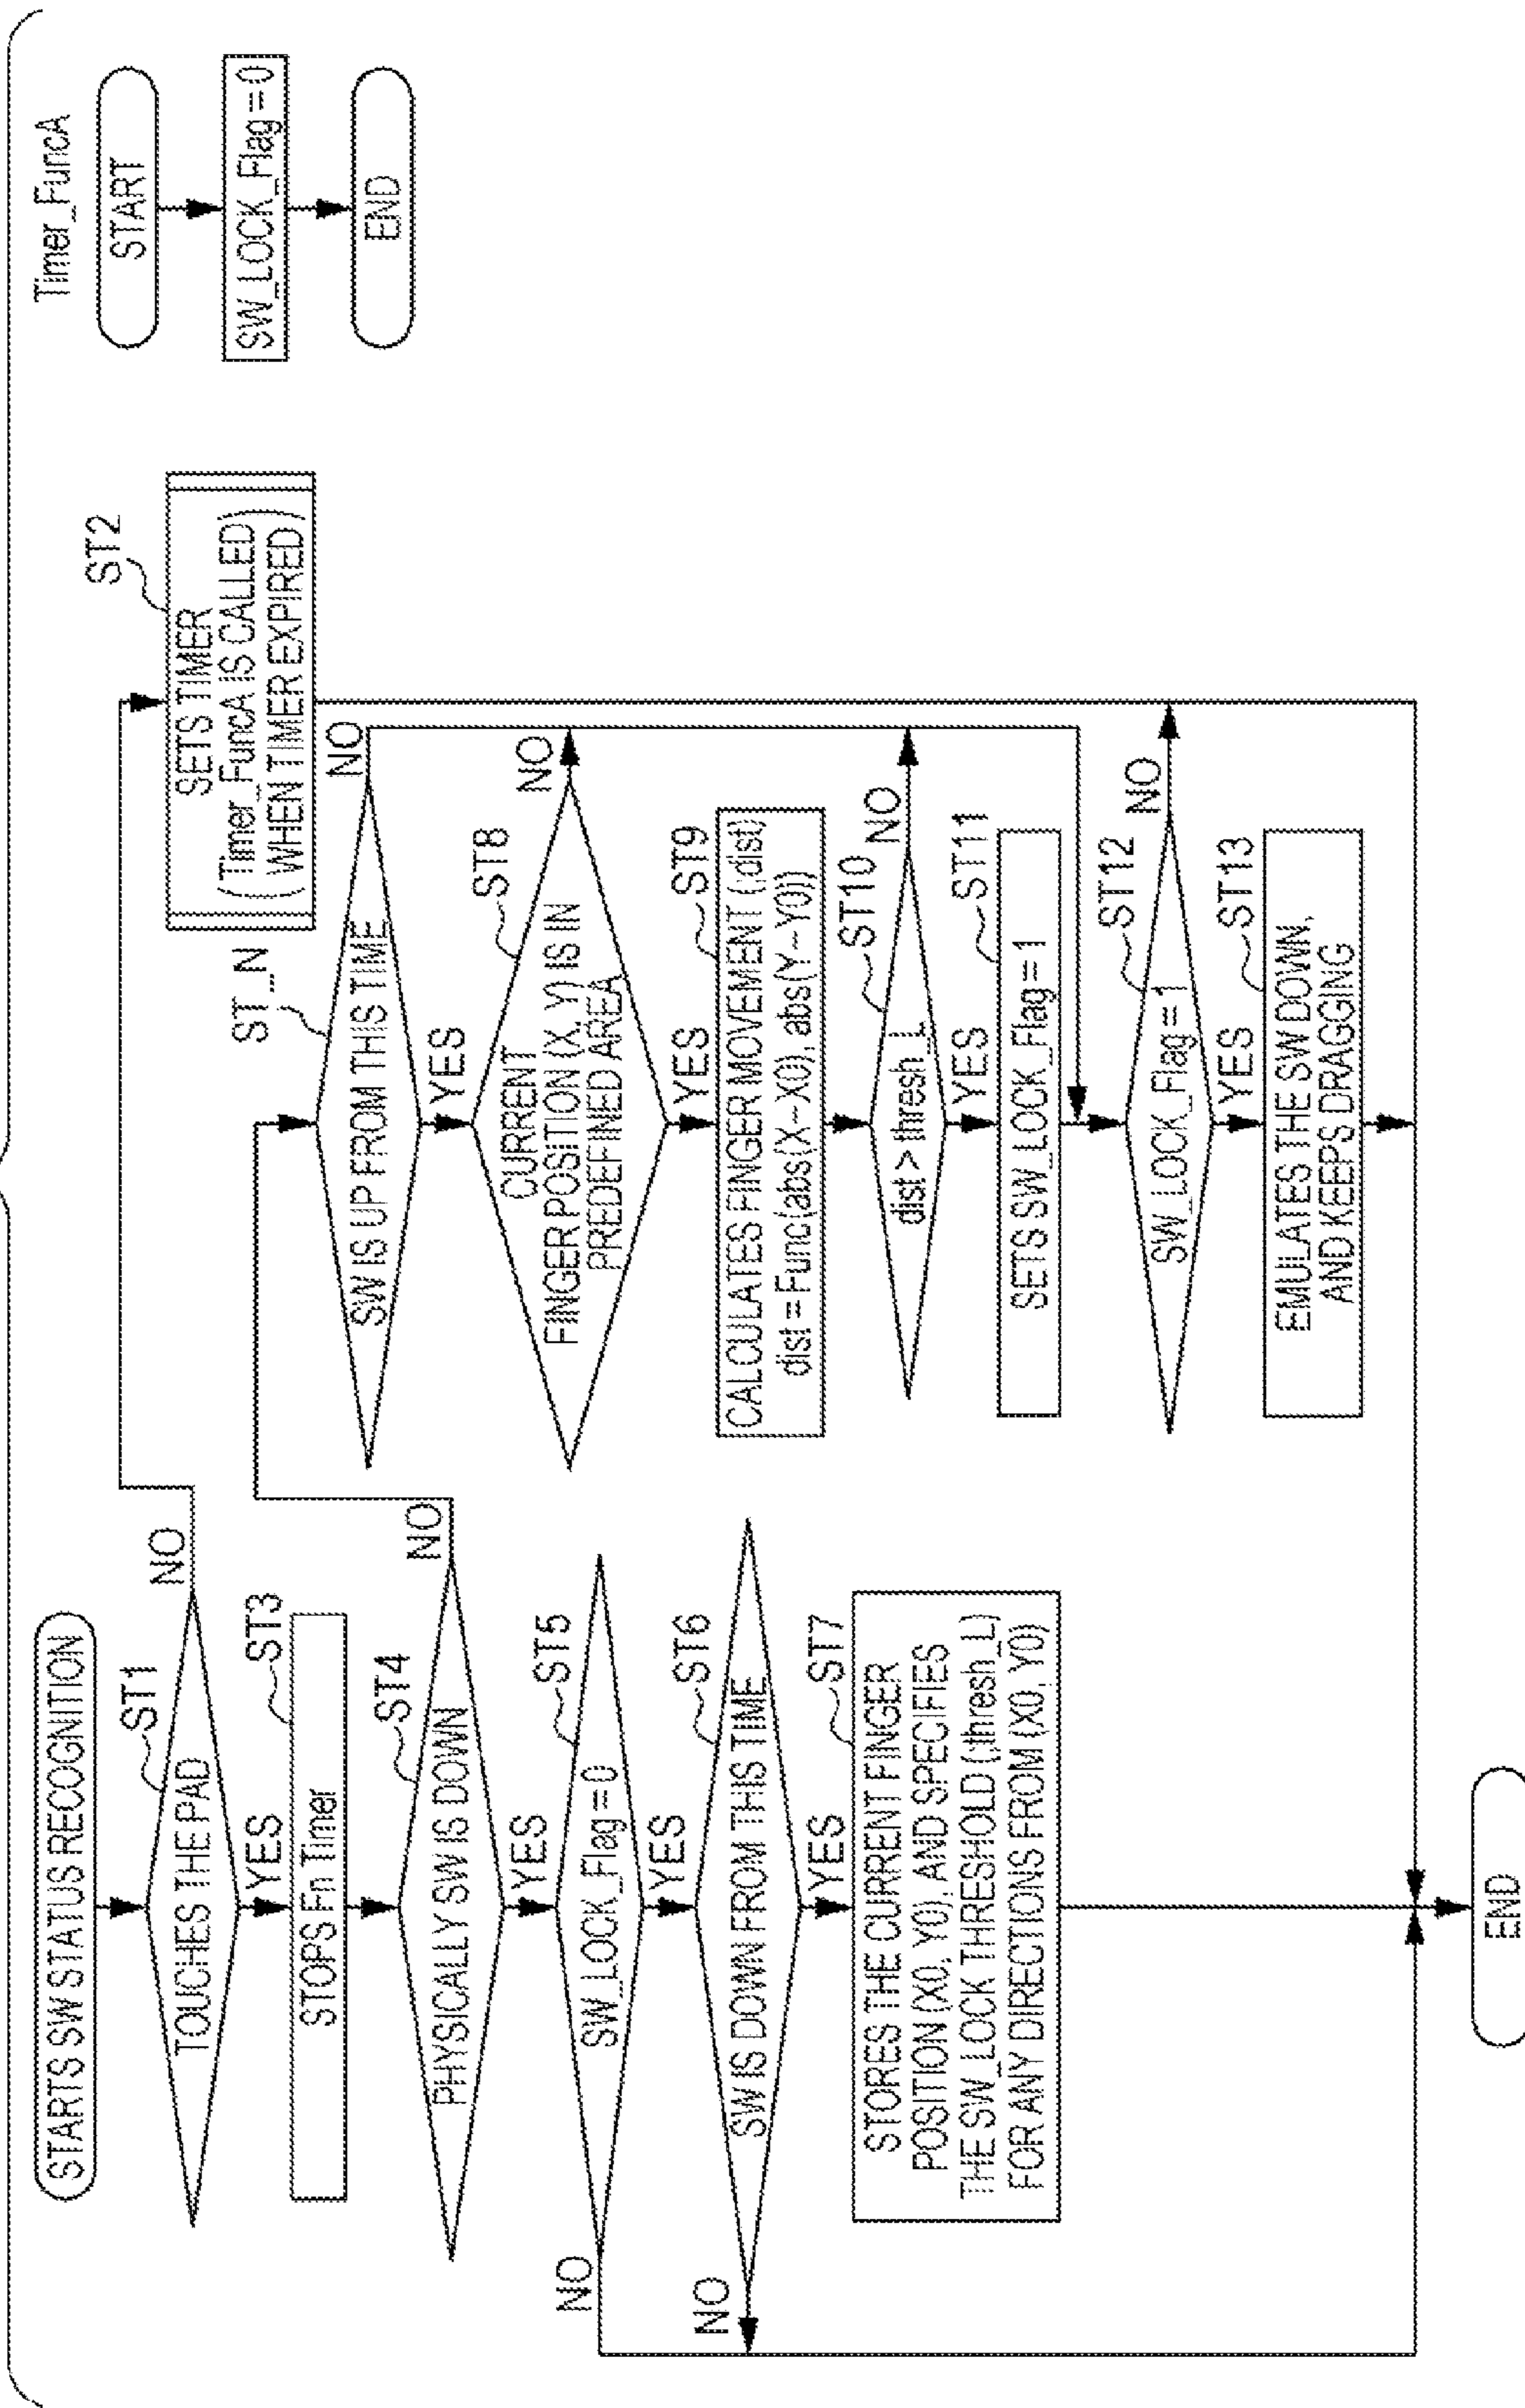 STARTS SW STATUS RECOGNITION
ST1
TOUCHES THE PAD
NO
YES
ST3
STOPS Fn Timer
ST4
PHYSICALLY SW IS DOWN
NO
YES
ST5
SW_LOCK_Flag = 0
NO
YES
ST6
SW IS DOWN FROM THIS TIME
NO
YES
ST7
STORES THE CURRENT FINGER
POSITION (X0, Y0), AND SPECIFIES
THE SW_LOCK THRESHOLD (;thresh_L)
FOR ANY DIRECTIONS FROM (X0, Y0)
END
ST2
SETS TIMER
(Timer_FuncA IS CALLED
WHEN TIMER EXPIRED)
ST_N
SW IS UP FROM THIS TIME
NO
YES
ST8
CURRENT
FINGER POSITION (X, Y) IS IN
PREDEFINED AREA
NO
YES
ST9
CALCULATES FINGER MOVEMENT (;dist)
dist = Func(abs(X-X0), abs(Y-Y0))
ST10
dist > thresh_L
NO
YES
ST11
SETS SW_LOCK_Flag = 1
ST12
SW_LOCK_Flag = 1
NO
YES
ST13
EMULATES THE SW DOWN,
AND KEEPS DRAGGING
Timer_FuncA
START
SW_LOCK_Flag = 0
END